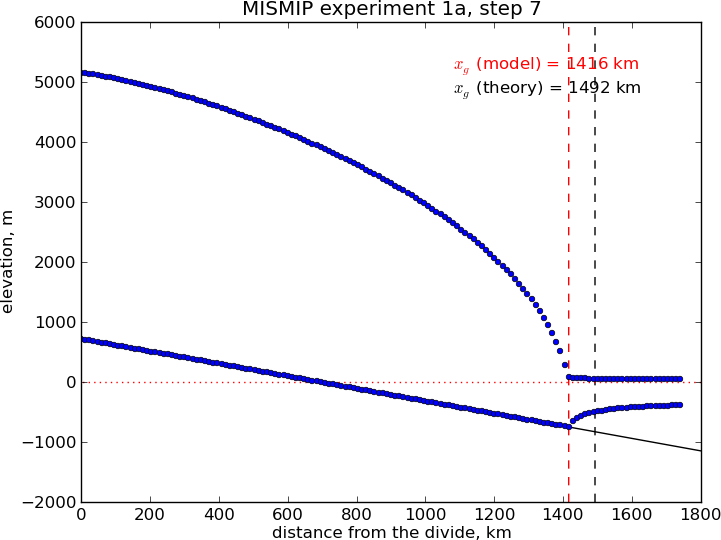 MISMIP experiment 1a, step 7
6000
x_g (model) = 1416 km
x_g (theory) = 1492 km
5000
4000
3000
2000
1000
0
−1000
−2000
elevation, m
0 200 400 600 800 1000 1200 1400 1600 1800
distance from the divide, km